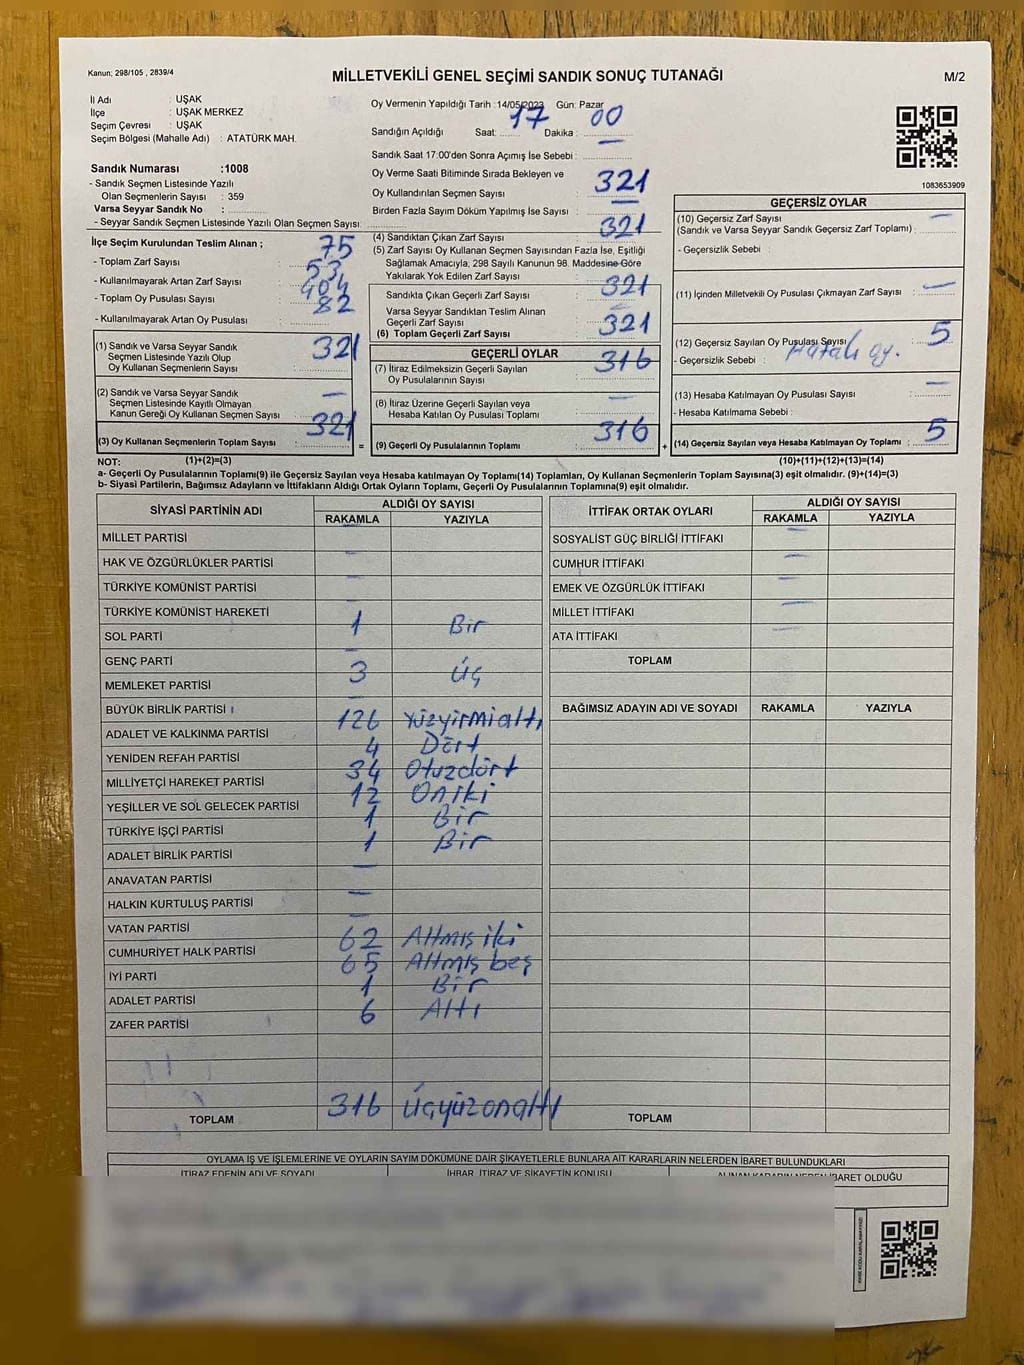 Kanun; 298/105 , 2839/4
MİLLETVEKİLİ GENEL SEÇİMİ SANDIK SONUÇ TUTANAĞI
M/2
İl Adı : UŞAK
İlçe : UŞAK MERKEZ
Seçim Çevresi : UŞAK
Seçim Bölgesi (Mahalle Adı) : ATATÜRK MAH.
Sandık Numarası :1008
- Sandık Seçmen Listesinde Yazılı
Olan Seçmenlerin Sayısı : 359
Varsa Seyyar Sandık No :
- Seyyar Sandık Seçmen Listesinde Yazılı Olan Seçmen Sayısı:
Oy Vermenin Yapıldığı Tarih :14/05/2023 Gün: Pazar
Sandığın Açıldığı Saat: 17 Dakika : 00
Sandık Saat 17:00'den Sonra Açımış İse Sebebi :
Oy Verme Saati Bitiminde Sırada Bekleyen ve
Oy Kullandırılan Seçmen Sayısı : 321
Birden Fazla Sayım Döküm Yapılmış İse Sayısı :
1083653909
İlçe Seçim Kurulundan Teslim Alınan ;
- Toplam Zarf Sayısı : 75
- Kullanılmayarak Artan Zarf Sayısı : 53
- Toplam Oy Pusulası Sayısı : 404
- Kullanılmayarak Artan Oy Pusulası : 82
(1) Sandık ve Varsa Seyyar Sandık
Seçmen Listesinde Yazılı Olup
Oy Kullanan Seçmenlerin Sayısı : 321
(2) Sandık ve Varsa Seyyar Sandık
Seçmen Listesinde Kayıtlı Olmayan
Kanun Gereği Oy Kullanan Seçmen Sayısı : —
(3) Oy Kullanan Seçmenlerin Toplam Sayısı : 321
(4) Sandıktan Çıkan Zarf Sayısı : 321
(5) Zarf Sayısı Oy Kullanan Seçmen Sayısından Fazla İse, Eşitliği
Sağlamak Amacıyla, 298 Sayılı Kanunun 98. Maddesine Göre
Yakılarak Yok Edilen Zarf Sayısı :
Sandıkta Çıkan Geçerli Zarf Sayısı : 321
Varsa Seyyar Sandıktan Teslim Alınan
Geçerli Zarf Sayısı :
(6) Toplam Geçerli Zarf Sayısı : 321
GEÇERLİ OYLAR
(7) İtiraz Edilmeksizin Geçerli Sayılan
Oy Pusulalarının Sayısı : 316
(8) İtiraz Üzerine Geçerli Sayılan veya
Hesaba Katılan Oy Pusulası Toplamı : —
= (9) Geçerli Oy Pusulalarının Toplamı : 316 +
GEÇERSİZ OYLAR
(10) Geçersiz Zarf Sayısı —
(Sandık ve Varsa Seyyar Sandık Geçersiz Zarf Toplamı) :
- Geçersizlik Sebebi :
(11) İçinden Milletvekili Oy Pusulası Çıkmayan Zarf Sayısı : —
(12) Geçersiz Sayılan Oy Pusulası Sayısı : 5
- Geçersizlik Sebebi : Hatalı oy.
(13) Hesaba Katılmayan Oy Pusulası Sayısı : —
- Hesaba Katılmama Sebebi :
(14) Geçersiz Sayılan veya Hesaba Katılmayan Oy Toplamı : 5
NOT: (1)+(2)=(3) (10)+(11)+(12)+(13)=(14)
a- Geçerli Oy Pusulalarının Toplamı(9) ile Geçersiz Sayılan veya Hesaba katılmayan Oy Toplamı(14) Toplamları, Oy Kullanan Seçmenlerin Toplam Sayısına(3) eşit olmalıdır. (9)+(14)=(3)
b- Siyasi Partilerin, Bağımsız Adayların ve İttifakların Aldığı Ortak Oyların Toplamı, Geçerli Oy Pusulalarının Toplamına(9) eşit olmalıdır.
SİYASİ PARTİNİN ADI ALDIĞI OY SAYISI
RAKAMLA YAZIYLA
MİLLET PARTİSİ —
HAK VE ÖZGÜRLÜKLER PARTİSİ —
TÜRKİYE KOMÜNİST PARTİSİ —
TÜRKİYE KOMÜNİST HAREKETİ —
SOL PARTİ 1 Bir
GENÇ PARTİ —
MEMLEKET PARTİSİ 3 Üç
BÜYÜK BİRLİK PARTİSİ —
ADALET VE KALKINMA PARTİSİ 126 Yüzyirmialtı
YENİDEN REFAH PARTİSİ 4 Dört
MİLLİYETÇİ HAREKET PARTİSİ 34 Otuzdört
YEŞİLLER VE SOL GELECEK PARTİSİ 12 Oniki
TÜRKİYE İŞÇİ PARTİSİ 1 Bir
ADALET BİRLİK PARTİSİ 1 Bir
ANAVATAN PARTİSİ —
HALKIN KURTULUŞ PARTİSİ —
VATAN PARTİSİ —
CUMHURİYET HALK PARTİSİ 62 Altmış iki
İYİ PARTİ 65 Altmış beş
ADALET PARTİSİ 1 Bir
ZAFER PARTİSİ 6 Altı
TOPLAM 316 Üçyüzonaltı
İTTİFAK ORTAK OYLARI ALDIĞI OY SAYISI
RAKAMLA YAZIYLA
SOSYALİST GÜÇ BİRLİĞİ İTTİFAKI —
CUMHUR İTTİFAKI —
EMEK VE ÖZGÜRLÜK İTTİFAKI —
MİLLET İTTİFAKI —
ATA İTTİFAKI —
TOPLAM
BAĞIMSIZ ADAYIN ADI VE SOYADI RAKAMLA YAZIYLA
TOPLAM
OYLAMA İŞ VE İŞLEMLERİNE VE OYLARIN SAYIM DÖKÜMÜNE DAİR ŞİKAYETLERLE BUNLARA AİT KARARLARIN NELERDEN İBARET BULUNDUKLARI
İTİRAZ EDENİN ADI VE SOYADI İHBAR, İTİRAZ VE ŞİKAYETİN KONUSU ALINAN KARARIN NEDEN İBARET OLDUĞU